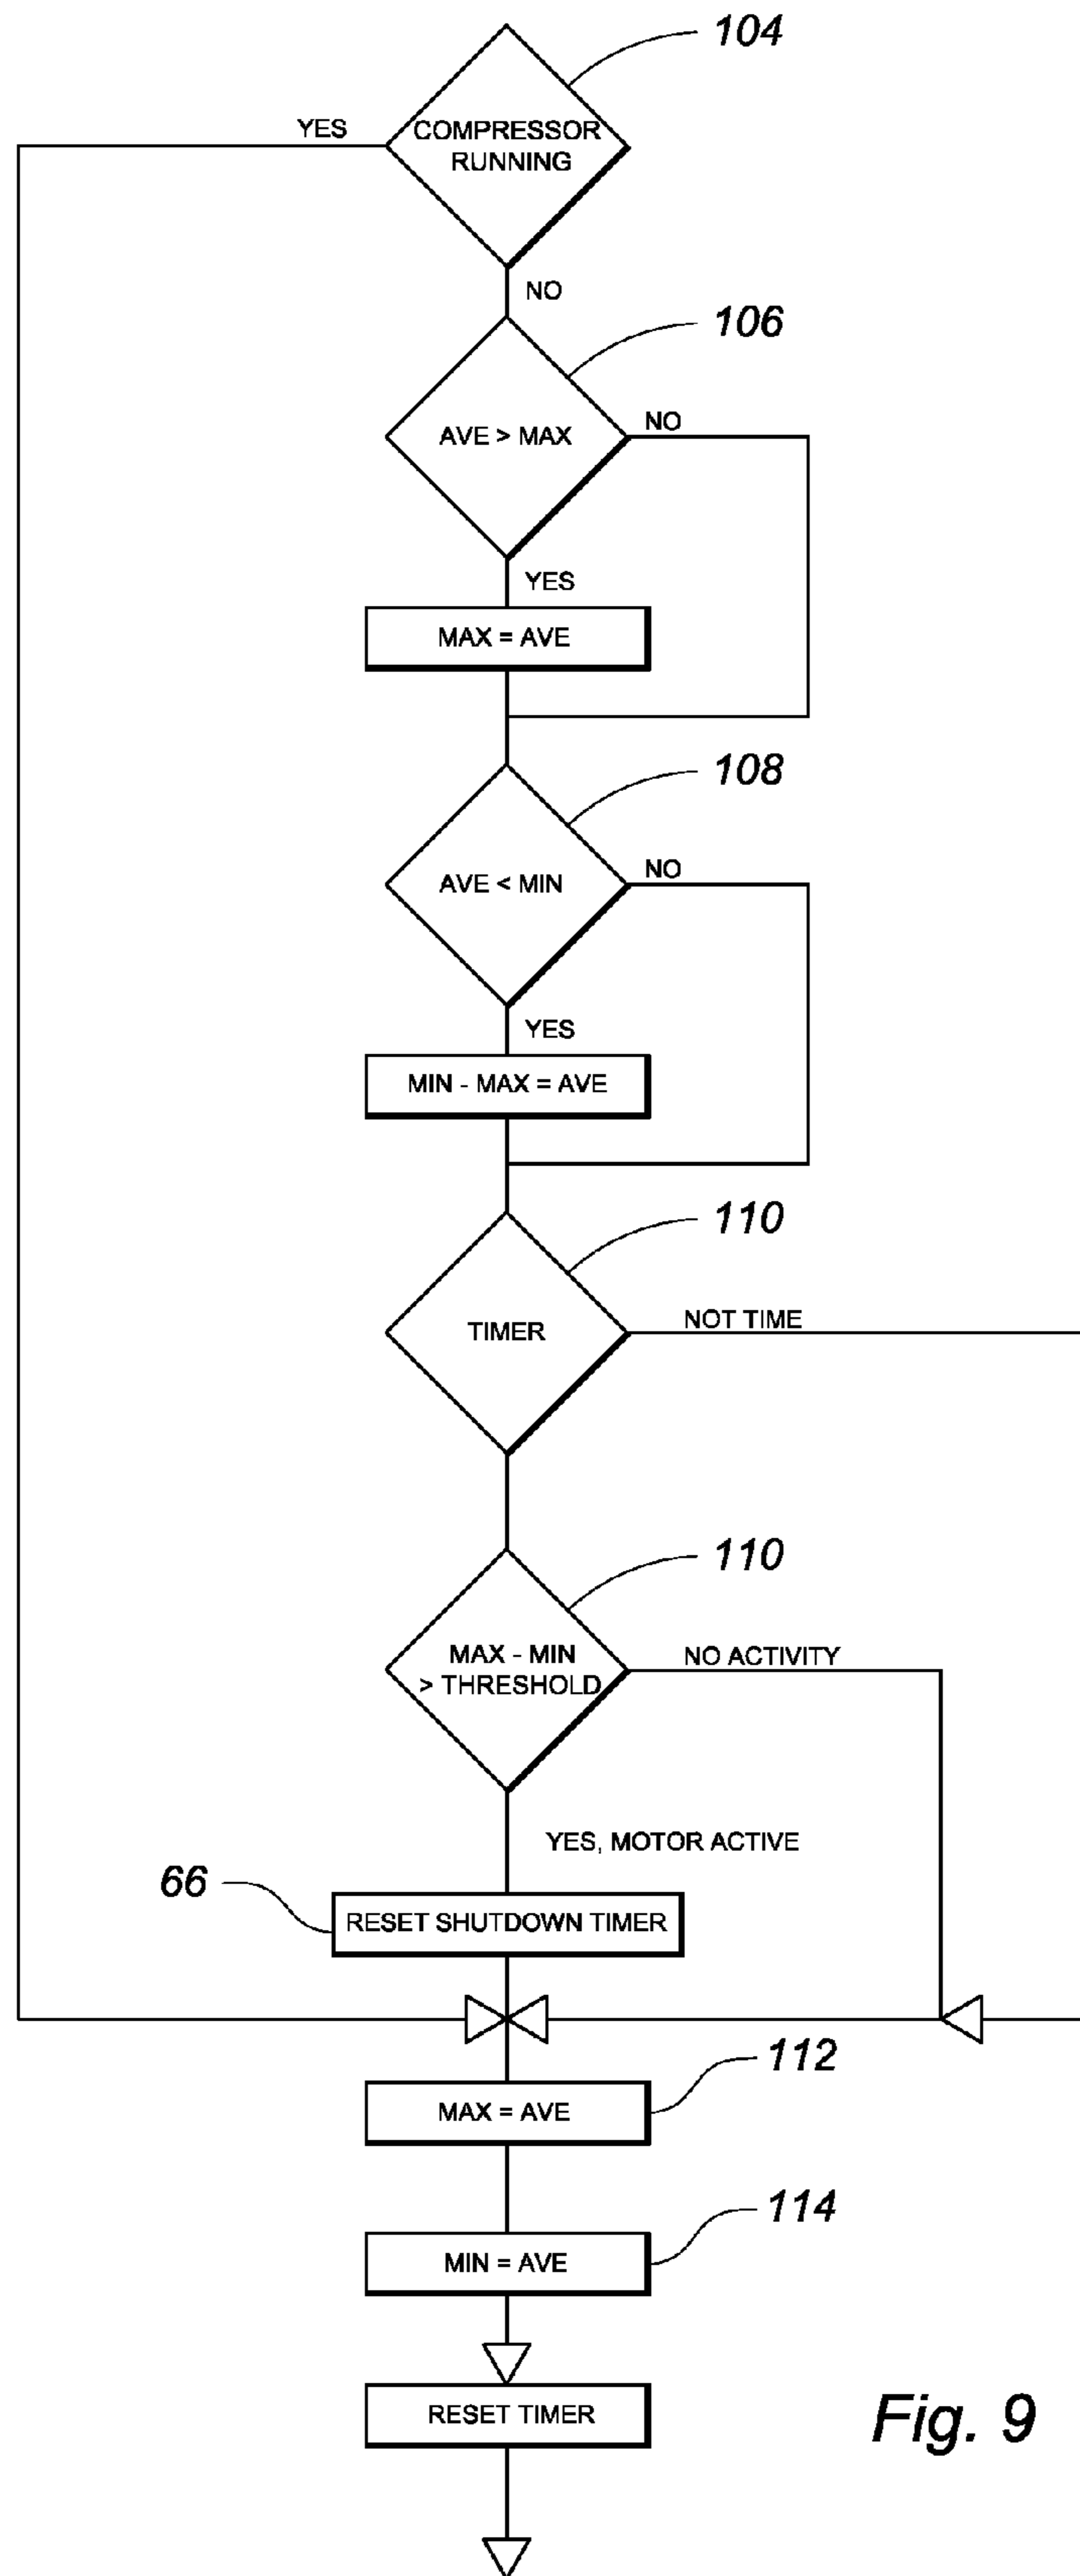 104
YES
COMPRESSOR
RUNNING
NO
106
AVE > MAX
NO
YES
MAX = AVE
108
AVE < MIN
NO
YES
MIN - MAX = AVE
110
TIMER
NOT TIME
110
MAX - MIN
> THRESHOLD
NO ACTIVITY
YES, MOTOR ACTIVE
66
RESET SHUTDOWN TIMER
112
MAX = AVE
114
MIN = AVE
RESET TIMER
Fig. 9